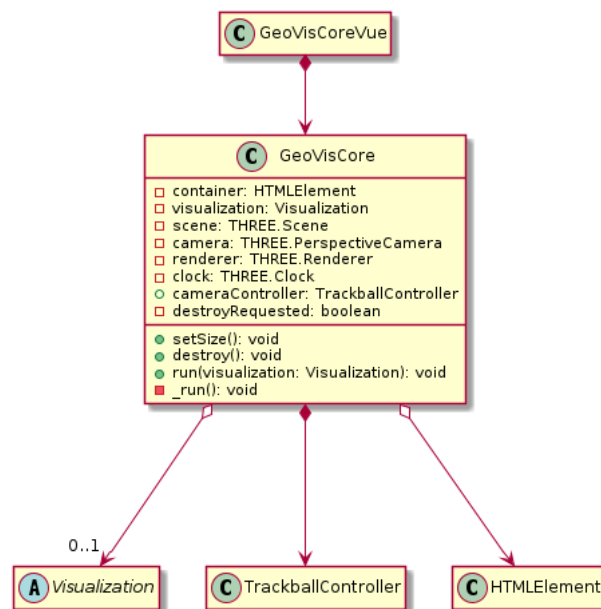 C GeoVisCoreVue
C GeoVisCore
container: HTMLElement
visualization: Visualization
scene: THREE.Scene
camera: THREE.PerspectiveCamera
renderer: THREE.Renderer
clock: THREE.Clock
cameraController: TrackballController
destroyRequested: boolean
setSize(): void
destroy(): void
run(visualization: Visualization): void
_run(): void
0..1
A Visualization
C TrackballController
C HTMLElement